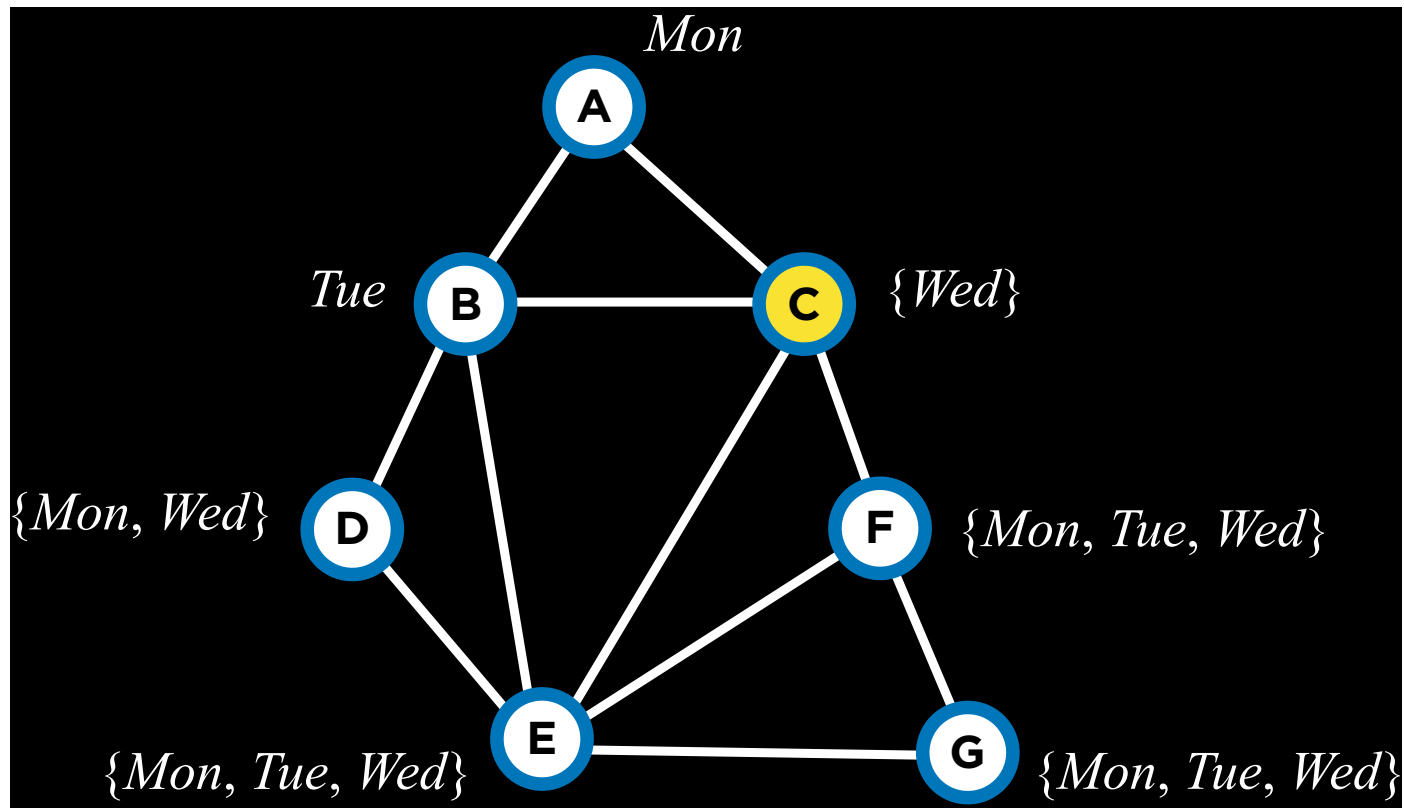 Mon
A
Tue
B
C
{Wed}
{Mon, Wed}
D
F
{Mon, Tue, Wed}
E
{Mon, Tue, Wed}
G
{Mon, Tue, Wed}